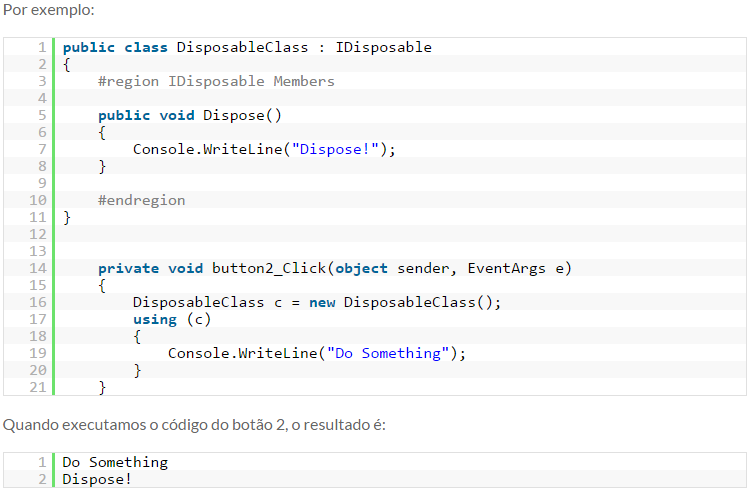 Por exemplo:
1 public class DisposableClass : IDisposable
2 {
3     #region IDisposable Members
4
5     public void Dispose()
6     {
7         Console.WriteLine("Dispose!");
8     }
9
10     #endregion
11 }
12
13
14     private void button2_Click(object sender, EventArgs e)
15     {
16         DisposableClass c = new DisposableClass();
17         using (c)
18         {
19             Console.WriteLine("Do Something");
20         }
21     }
Quando executamos o código do botão 2, o resultado é:
1 Do Something
2 Dispose!